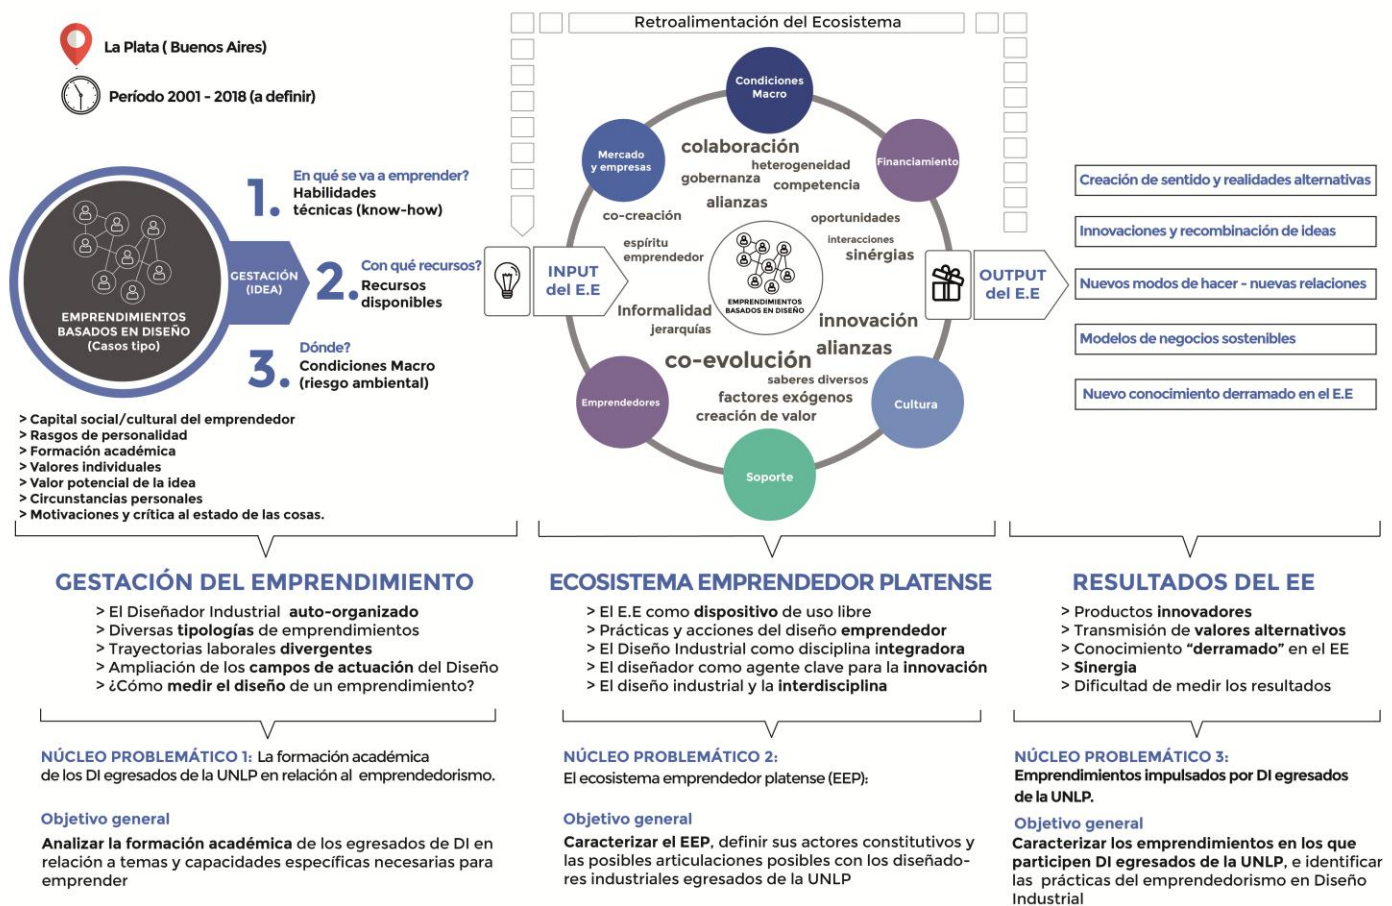 Retroalimentación del Ecosistema
La Plata ( Buenos Aires)
Período 2001 - 2018 (a definir)
1.
En qué se va a emprender?
Habilidades
técnicas (know-how)
2.
Con qué recursos?
Recursos
disponibles
3.
Dónde?
Condiciones Macro
(riesgo ambiental)
EMPRENDIMIENTOS
BASADOS EN DISEÑO
(Casos tipo)
GESTACIÓN
(IDEA)
> Capital social/cultural del emprendedor
> Rasgos de personalidad
> Formación académica
> Valores individuales
> Valor potencial de la idea
> Circunstancias personales
> Motivaciones y crítica al estado de las cosas.
INPUT
del E.E
Condiciones
Macro
Mercado
y empresas
Financiamiento
colaboración
heterogeneidad
gobernanza
competencia
alianzas
co-creación
oportunidades
espíritu
emprendedor
interacciones
sinérgias
EMPRENDIMIENTOS
BASADOS EN DISEÑO
Informalidad
jerarquías
innovación
alianzas
co-evolución
saberes diversos
factores exógenos
creación de valor
Emprendedores
Cultura
Soporte
OUTPUT
del E.E
Creación de sentido y realidades alternativas
Innovaciones y recombinación de ideas
Nuevos modos de hacer - nuevas relaciones
Modelos de negocios sostenibles
Nuevo conocimiento derramado en el E.E
GESTACIÓN DEL EMPRENDIMIENTO
> El Diseñador Industrial auto-organizado
> Diversas tipologías de emprendimientos
> Trayectorias laborales divergentes
> Ampliación de los campos de actuación del Diseño
> ¿Cómo medir el diseño de un emprendimiento?
NÚCLEO PROBLEMÁTICO 1: La formación académica
de los DI egresados de la UNLP en relación al emprendedorismo.
Objetivo general
Analizar la formación académica de los egresados de DI en
relación a temas y capacidades específicas necesarias para
emprender
ECOSISTEMA EMPRENDEDOR PLATENSE
> El E.E como dispositivo de uso libre
> Prácticas y acciones del diseño emprendedor
> El Diseño Industrial como disciplina integradora
> El diseñador como agente clave para la innovación
> El diseño industrial y la interdisciplina
NÚCLEO PROBLEMÁTICO 2:
El ecosistema emprendedor platense (EEP):
Objetivo general
Caracterizar el EEP, definir sus actores constitutivos y
las posibles articulaciones posibles con los diseñado-
res industriales egresados de la UNLP
RESULTADOS DEL EE
> Productos innovadores
> Transmisión de valores alternativos
> Conocimiento “derramado” en el EE
> Sinergia
> Dificultad de medir los resultados
NÚCLEO PROBLEMÁTICO 3:
Emprendimientos impulsados por DI egresados
de la UNLP.
Objetivo general
Caracterizar los emprendimientos en los que
participen DI egresados de la UNLP, e identificar
las prácticas del emprendedorismo en Diseño
Industrial